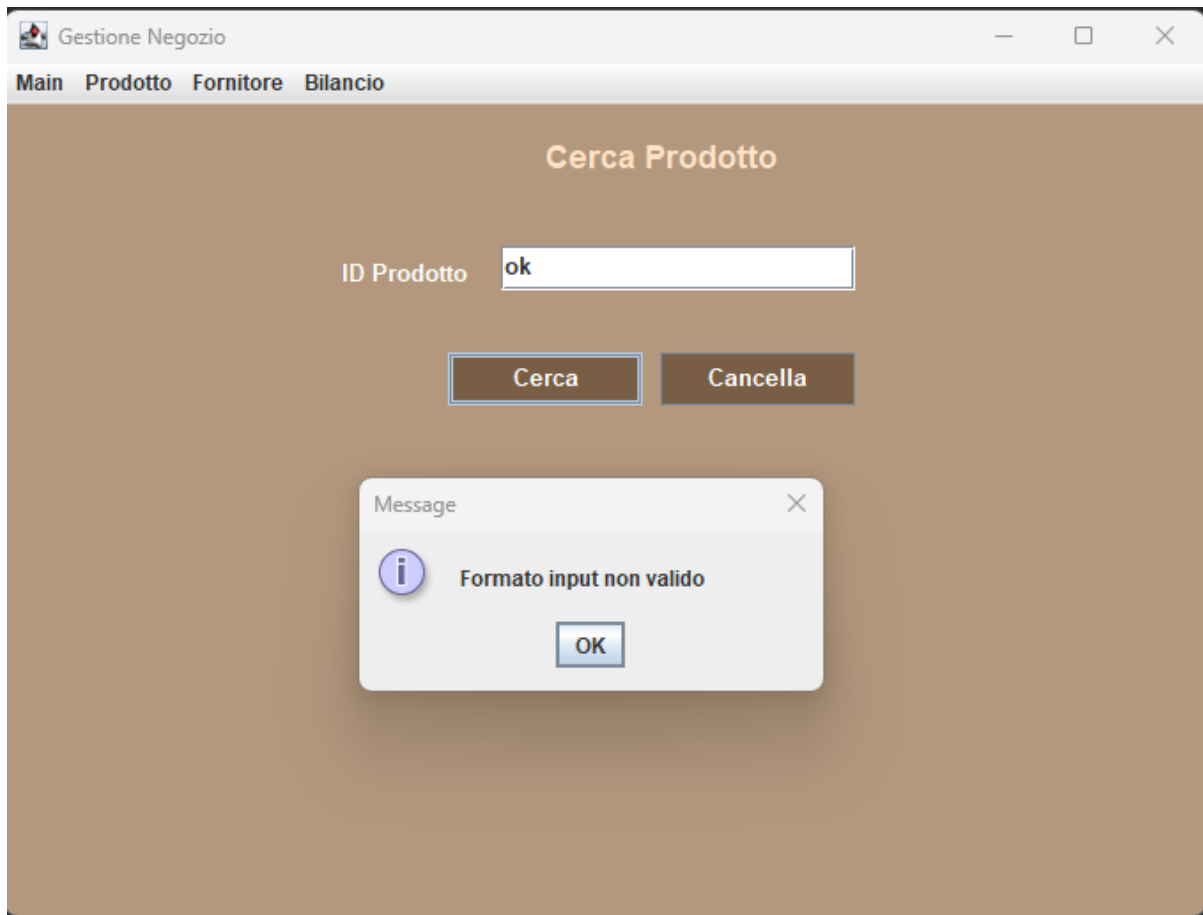 Gestione Negozio
Main Prodotto Fornitore Bilancio
Cerca Prodotto
ID Prodotto ok
Cerca Cancella
Message
i Formato input non valido
OK